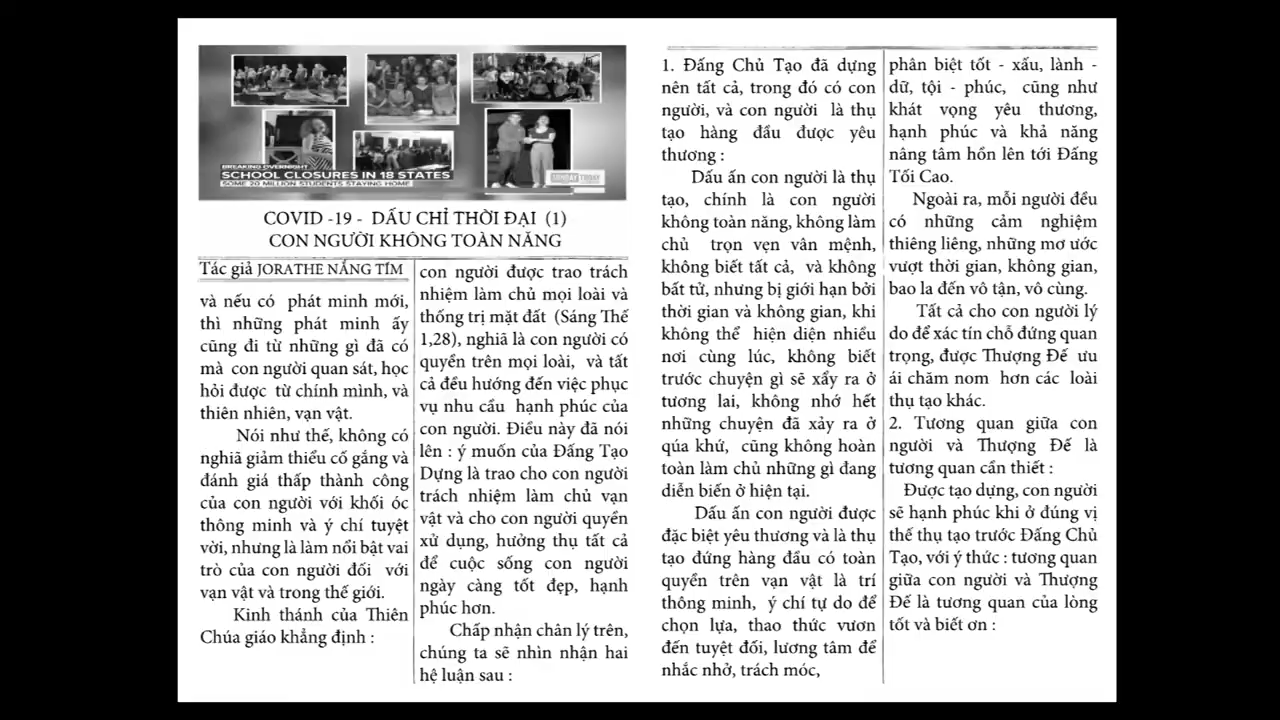 BREAKING OVERNIGHT
SCHOOL CLOSURES IN 18 STATES
SOME 20 MILLION STUDENTS STAYING HOME
SUNDAY TODAY
COVID -19 - DẤU CHỈ THỜI ĐẠI (1)
CON NGƯỜI KHÔNG TOÀN NĂNG
Tác giả JORATHE NẮNG TÍM
và nếu có phát minh mới,
thì những phát minh ấy
cũng đi từ những gì đã có
mà con người quan sát, học
hỏi được từ chính mình, và
thiên nhiên, vạn vật.
Nói như thế, không có
nghiã giảm thiểu cố gắng và
đánh giá thấp thành công
của con người với khối óc
thông minh và ý chí tuyệt
vời, nhưng là làm nổi bật vai
trò của con người đối với
vạn vật và trong thế giới.
Kinh thánh của Thiên
Chúa giáo khẳng định :
con người được trao trách
nhiệm làm chủ mọi loài và
thống trị mặt đất (Sáng Thế
1,28), nghiã là con người có
quyền trên mọi loài, và tất
cả đều hướng đến việc phục
vụ nhu cầu hạnh phúc của
con người. Điều này đã nói
lên : ý muốn của Đấng Tạo
Dựng là trao cho con người
trách nhiệm làm chủ vạn
vật và cho con người quyền
xử dụng, hưởng thụ tất cả
để cuộc sống con người
ngày càng tốt đẹp, hạnh
phúc hơn.
Chấp nhận chân lý trên,
chúng ta sẽ nhìn nhận hai
hệ luận sau :
1. Đấng Chủ Tạo đã dựng
nên tất cả, trong đó có con
người, và con người là thụ
tạo hàng đầu được yêu
thương :
Dấu ấn con người là thụ
tạo, chính là con người
không toàn năng, không làm
chủ trọn vẹn vân mệnh,
không biết tất cả, và không
bất tử, nhưng bị giới hạn bởi
thời gian và không gian, khi
không thể hiện diện nhiều
nơi cùng lúc, không biết
trước chuyện gì sẽ xẩy ra ở
tương lai, không nhớ hết
những chuyện đã xảy ra ở
qúa khứ, cũng không hoàn
toàn làm chủ những gì đang
diễn biến ở hiện tại.
Dấu ấn con người được
đặc biệt yêu thương và là thụ
tạo đứng hàng đầu có toàn
quyền trên vạn vật là trí
thông minh, ý chí tự do để
chọn lựa, thao thức vươn
đến tuyệt đối, lương tâm để
nhắc nhở, trách móc,
phân biệt tốt - xấu, lành -
dữ, tội - phúc, cũng như
khát vọng yêu thương,
hạnh phúc và khả năng
nâng tâm hồn lên tới Đấng
Tối Cao.
Ngoài ra, mỗi người đều
có những cảm nghiệm
thiêng liêng, những mơ ước
vượt thời gian, không gian,
bao la đến vô tận, vô cùng.
Tất cả cho con người lý
do để xác tín chỗ đứng quan
trọng, được Thượng Đế ưu
ái chăm nom hơn các loài
thụ tạo khác.
2. Tương quan giữa con
người và Thượng Đế là
tương quan cần thiết :
Được tạo dựng, con người
sẽ hạnh phúc khi ở đúng vị
thế thụ tạo trước Đấng Chủ
Tạo, với ý thức : tương quan
giữa con người và Thượng
Đế là tương quan của lòng
tốt và biết ơn :